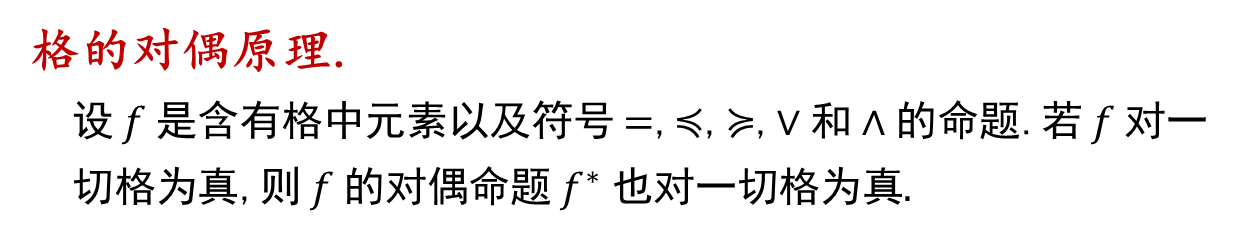 格的对偶原理.
设 f 是含有格中元素以及符号 =, ≼, ≽, ∨ 和 ∧ 的命题. 若 f 对一
切格为真, 则 f 的对偶命题 f* 也对一切格为真.